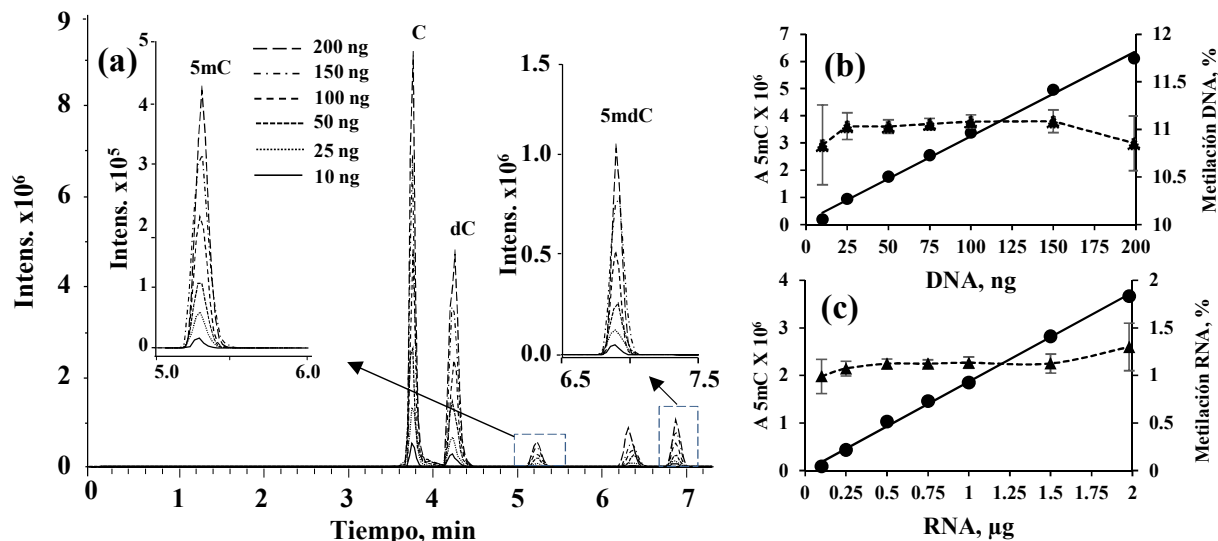 (a)
Intens. x10⁶
9
8
6
4
2
0
0 1 2 3 4 5 6 7
Tiempo, min
C
dC
200 ng
150 ng
100 ng
50 ng
25 ng
10 ng
5mC
Intens. x10⁵
5
4
3
2
1
0
5.0 6.0
5mdC
Intens. x10⁶
1.5
1.0
0.5
0.0
6.5 7.5
(b)
A 5mC X 10⁶
7
6
5
4
3
2
1
0
0 25 50 75 100 125 150 175 200
DNA, ng
12
11.5
11
10.5
10
Metilación DNA, %
(c)
A 5mC X 10⁶
4
3
2
1
0
0.25 0.5 0.75 1 1.25 1.5 1.75 2
RNA, µg
2
1.5
1
0.5
0
Metilación RNA, %